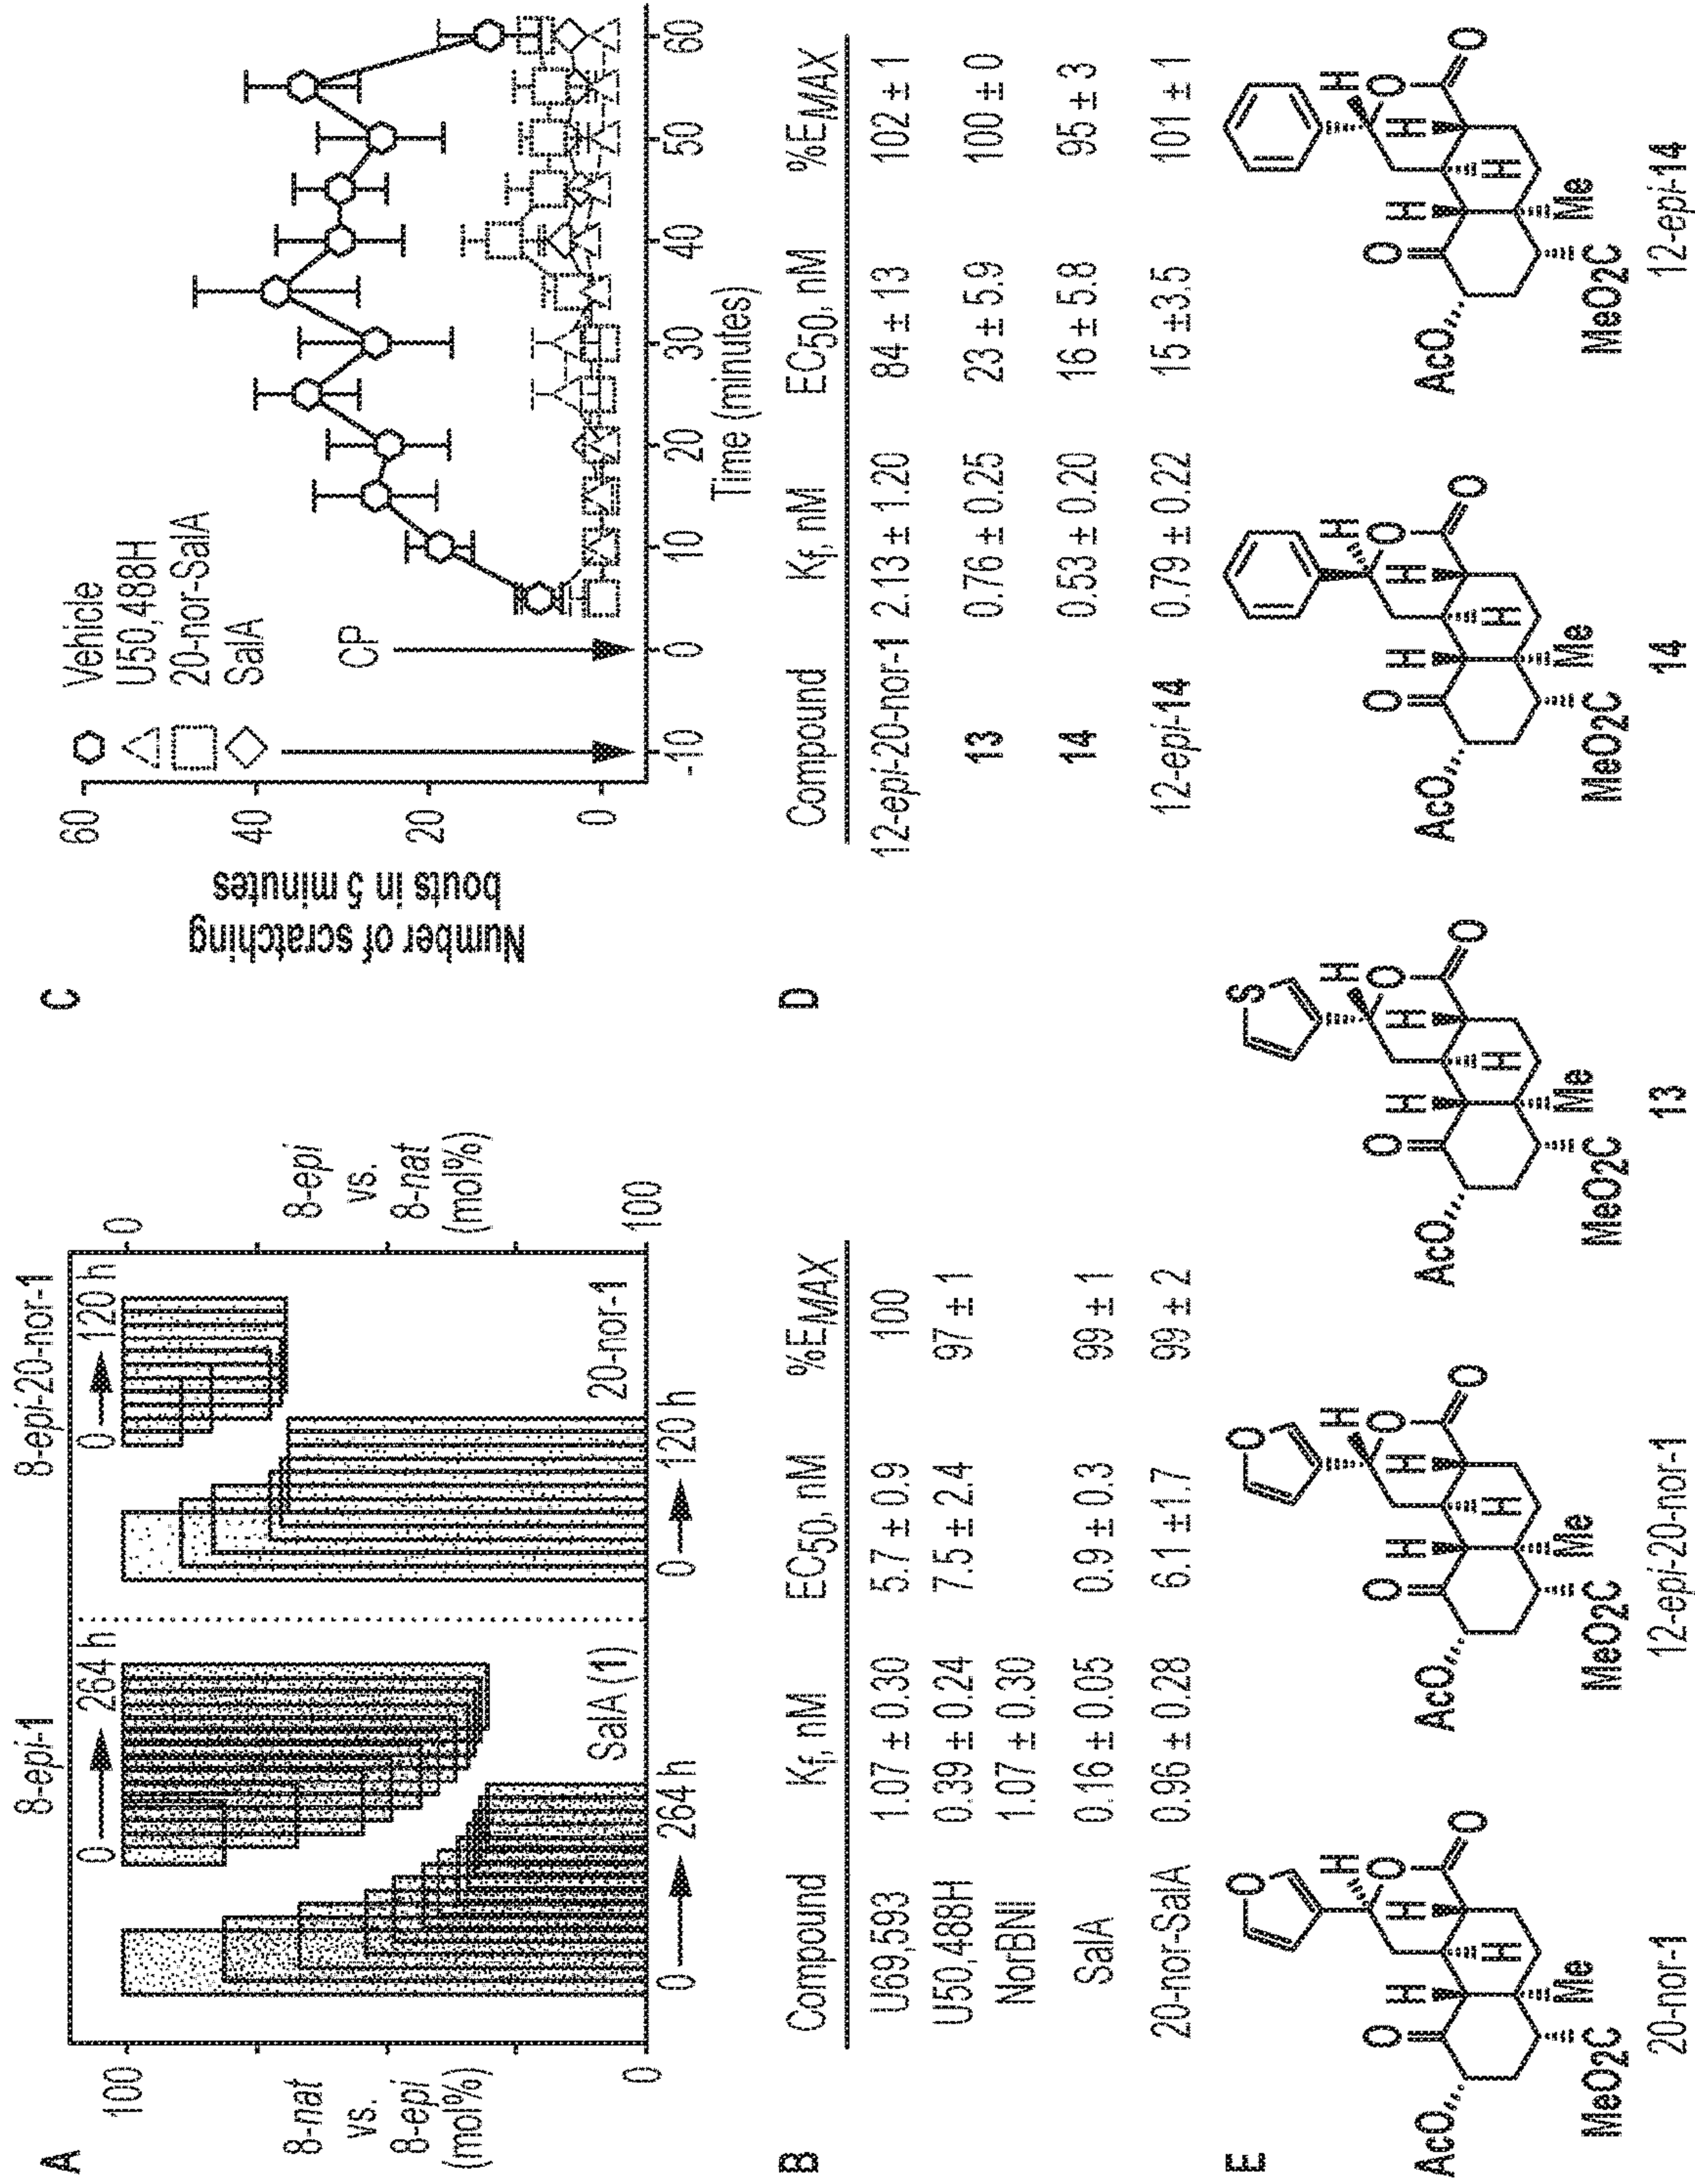 A
8-epi-1
8-epi-20-nor-1
0 264 h
0 120 h
100
0
8-nat
vs.
8-epi
(mol%)
8-epi
vs.
8-nat
(mol%)
SalA (1)
20-nor-1
0
100
0 264 h
0 120 h
B
Compound Kf, nM EC50, nM %EMAX
U69,593 1.07 ± 0.30 5.7 ± 0.9 100
U50,488H 0.39 ± 0.24 7.5 ± 2.4 97 ± 1
NorBNI 1.07 ± 0.30
SalA 0.16 ± 0.05 0.9 ± 0.3 99 ± 1
20-nor-SalA 0.96 ± 0.28 6.1 ± 1.7 99 ± 2
C
Number of scratching
bouts in 5 minutes
60
40
20
0
Vehicle
U50,488H
20-nor-SalA
SalA
CP
-10 0 10 20 30 40 50 60
Time (minutes)
D
Compound Kf, nM EC50, nM %EMAX
12-epi-20-nor-1 2.13 ± 1.20 84 ± 13 102 ± 1
13 0.76 ± 0.25 23 ± 5.9 100 ± 0
14 0.53 ± 0.20 16 ± 5.8 95 ± 3
12-epi-14 0.79 ± 0.22 15 ± 3.5 101 ± 1
E
O
H
O
O
O
H
H
H
AcO
MeO2C
Me
20-nor-1
O
H
O
O
O
H
H
H
AcO
MeO2C
Me
12-epi-20-nor-1
S
H
O
O
O
H
H
H
AcO
MeO2C
Me
13
H
O
O
O
H
H
H
AcO
MeO2C
Me
14
H
O
O
O
H
H
H
AcO
MeO2C
Me
12-epi-14